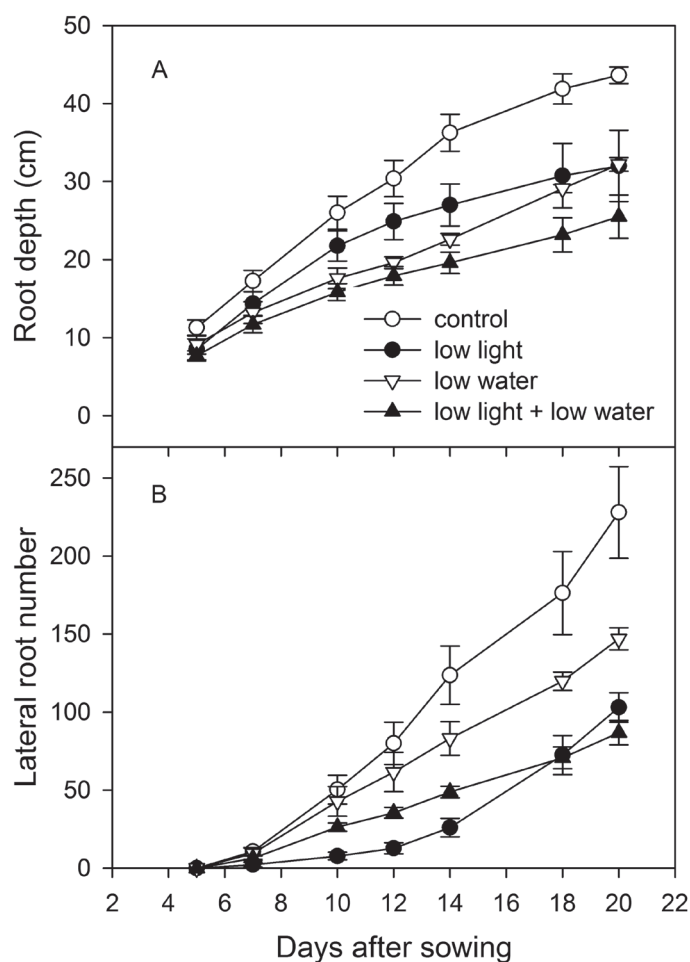 50
A
40
30
20
10
0
Root depth (cm)
control
low light
low water
low light + low water
250
B
200
150
100
50
0
Lateral root number
2 4 6 8 10 12 14 16 18 20 22
Days after sowing